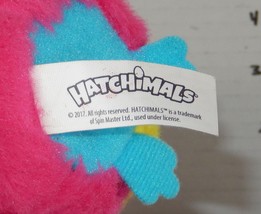 HATCHIMALS
© 2017. All rights reserved. HATCHIMALS™ is a trademark
of Spin Master Ltd., used under license.